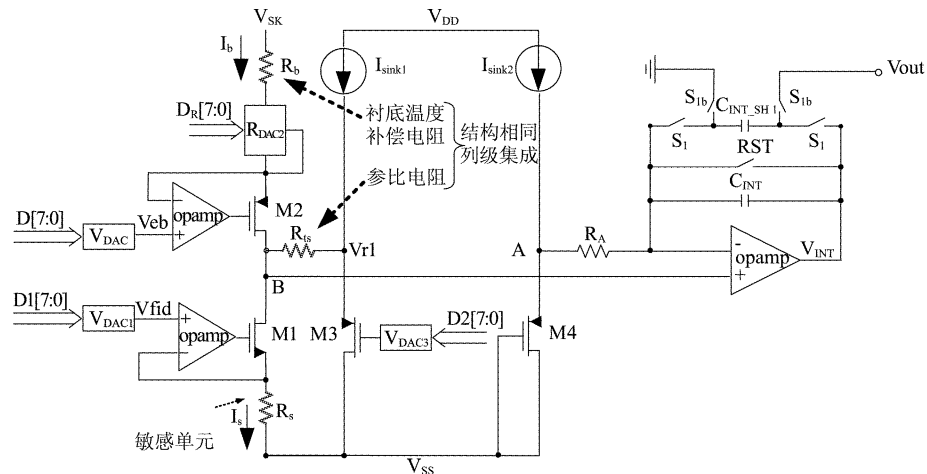 V_SK
V_DD
I_b
R_b
I_sink1
I_sink2
Vout
D_R[7:0]
R_DAC2
衬底温度
补偿电阻
结构相同
列级集成
参比电阻
S_1b
C_INT_SH1
S_1b
S_1
S_1
RST
C_INT
D[7:0]
V_DAC
Veb
-
+
opamp
M2
R_ts
Vr1
A
R_A
-
+
opamp
V_INT
B
D1[7:0]
V_DAC1
Vfid
+
-
opamp
M1
M3
V_DAC3
D2[7:0]
M4
I_s
R_s
敏感单元
V_SS